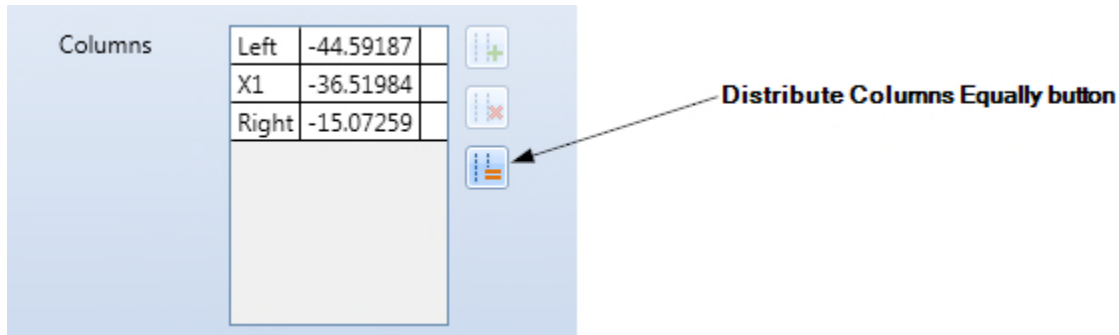 Columns
Left -44.59187
X1 -36.51984
Right -15.07259
Distribute Columns Equally button